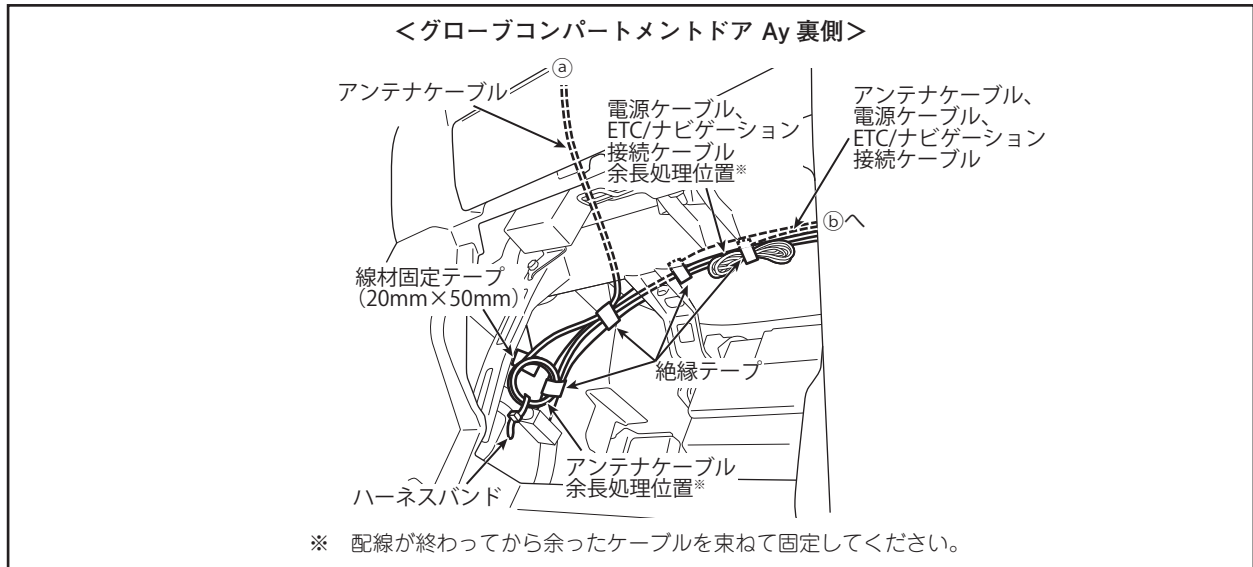 ＜グローブコンパートメントドア Ay 裏側＞
ⓐ
アンテナケーブル
電源ケーブル、
ETC/ナビゲーション
接続ケーブル
余長処理位置※
アンテナケーブル、
電源ケーブル、
ETC/ナビゲーション
接続ケーブル
ⓑへ
線材固定テープ
（20mm×50mm）
絶縁テープ
アンテナケーブル
余長処理位置※
ハーネスバンド
※ 配線が終わってから余ったケーブルを束ねて固定してください。